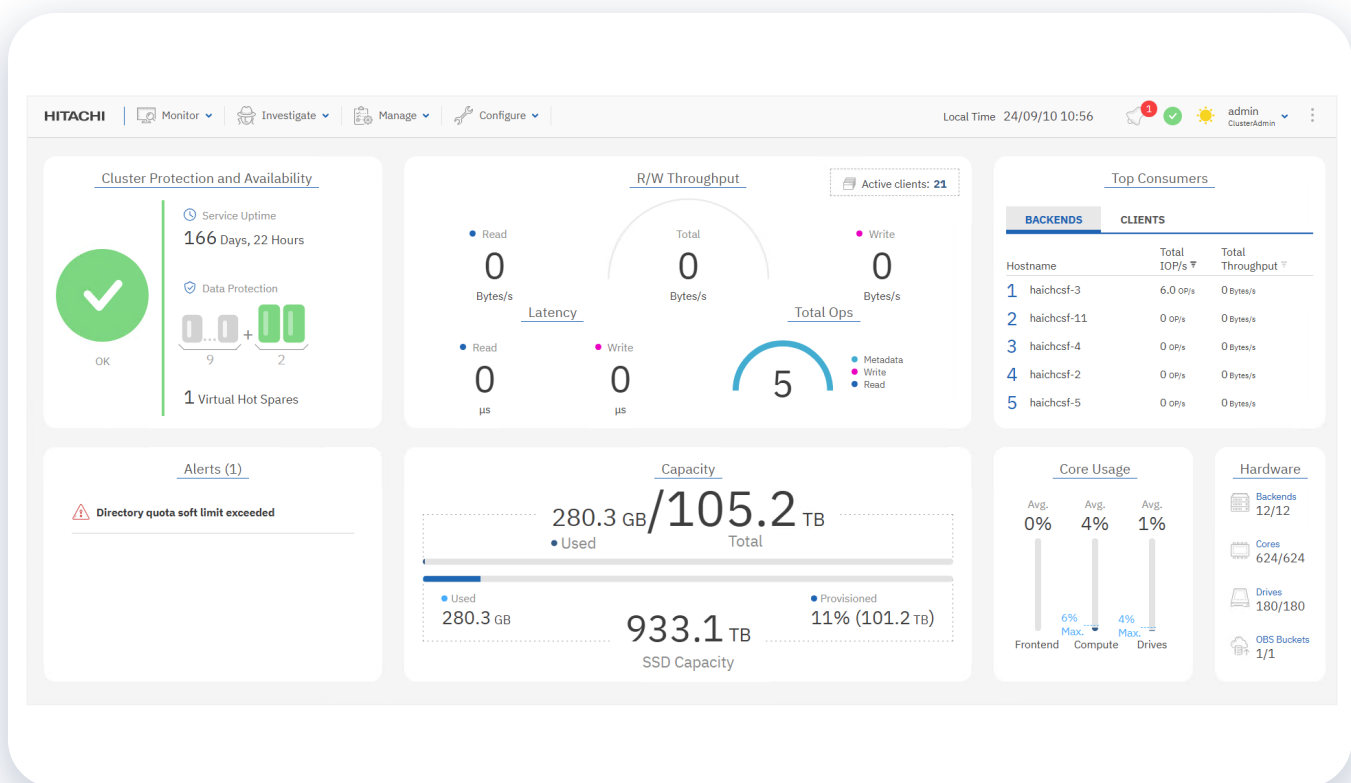 HITACHI Monitor Investigate Manage Configure Local Time 24/09/10 10:56 1 admin
ClusterAdmin
Cluster Protection and Availability
Service Uptime
166 Days, 22 Hours
Data Protection
... +
9 2
OK
1 Virtual Hot Spares
R/W Throughput
Active clients: 21
Read Total Write
0 0 0
Bytes/s Bytes/s Bytes/s
Latency Total Ops
Read Write
0 0
µs µs
5
Metadata
Write
Read
Top Consumers
BACKENDS CLIENTS
Hostname Total IOP/s Total Throughput
1 haichcsf-3 6.0 OP/s 0 Bytes/s
2 haichcsf-11 0 OP/s 0 Bytes/s
3 haichcsf-4 0 OP/s 0 Bytes/s
4 haichcsf-2 0 OP/s 0 Bytes/s
5 haichcsf-5 0 OP/s 0 Bytes/s
Alerts (1)
Directory quota soft limit exceeded
Capacity
280.3 GB/105.2 TB
Used Total
Used Provisioned
280.3 GB 11% (101.2 TB)
933.1 TB
SSD Capacity
Core Usage
Avg. Avg. Avg.
0% 4% 1%
6% 4%
Max. Max.
Frontend Compute Drives
Hardware
Backends
12/12
Cores
624/624
Drives
180/180
OBS Buckets
1/1